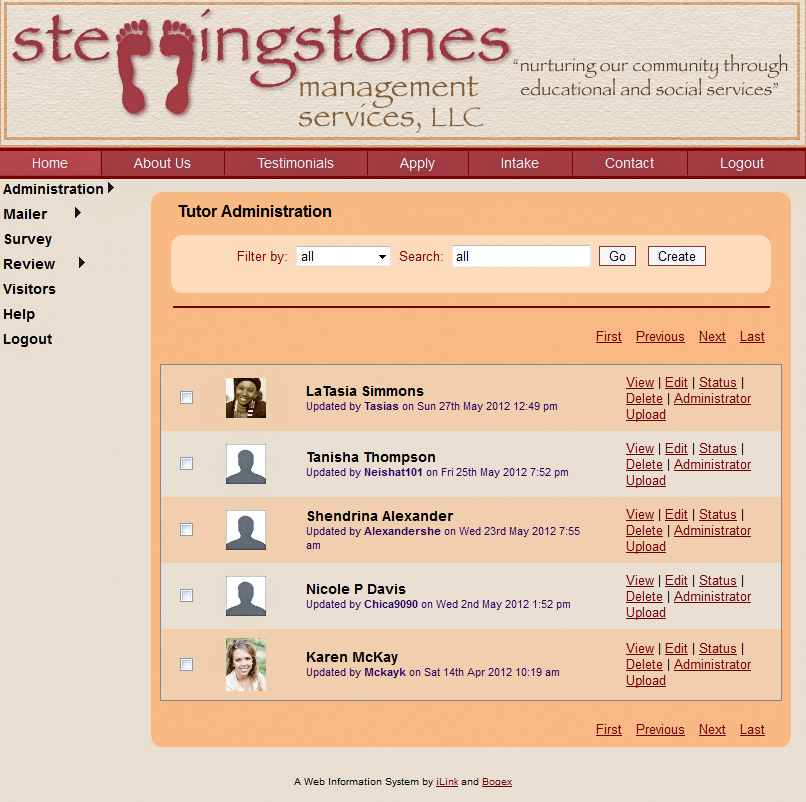 steppingstones
management
services, LLC
“nurturing our community through
educational and social services”
Home About Us Testimonials Apply Intake Contact Logout
Administration
Mailer
Survey
Review
Visitors
Help
Logout
Tutor Administration
Filter by: all Search: all Go Create
First Previous Next Last
LaTasia Simmons
Updated by Tasias on Sun 27th May 2012 12:49 pm
View | Edit | Status |
Delete | Administrator
Upload
Tanisha Thompson
Updated by Neishat101 on Fri 25th May 2012 7:52 pm
View | Edit | Status |
Delete | Administrator
Upload
Shendrina Alexander
Updated by Alexandershe on Wed 23rd May 2012 7:55
am
View | Edit | Status |
Delete | Administrator
Upload
Nicole P Davis
Updated by Chica9090 on Wed 2nd May 2012 1:52 pm
View | Edit | Status |
Delete | Administrator
Upload
Karen McKay
Updated by Mckayk on Sat 14th Apr 2012 10:19 am
View | Edit | Status |
Delete | Administrator
Upload
First Previous Next Last
A Web Information System by iLink and Bogex